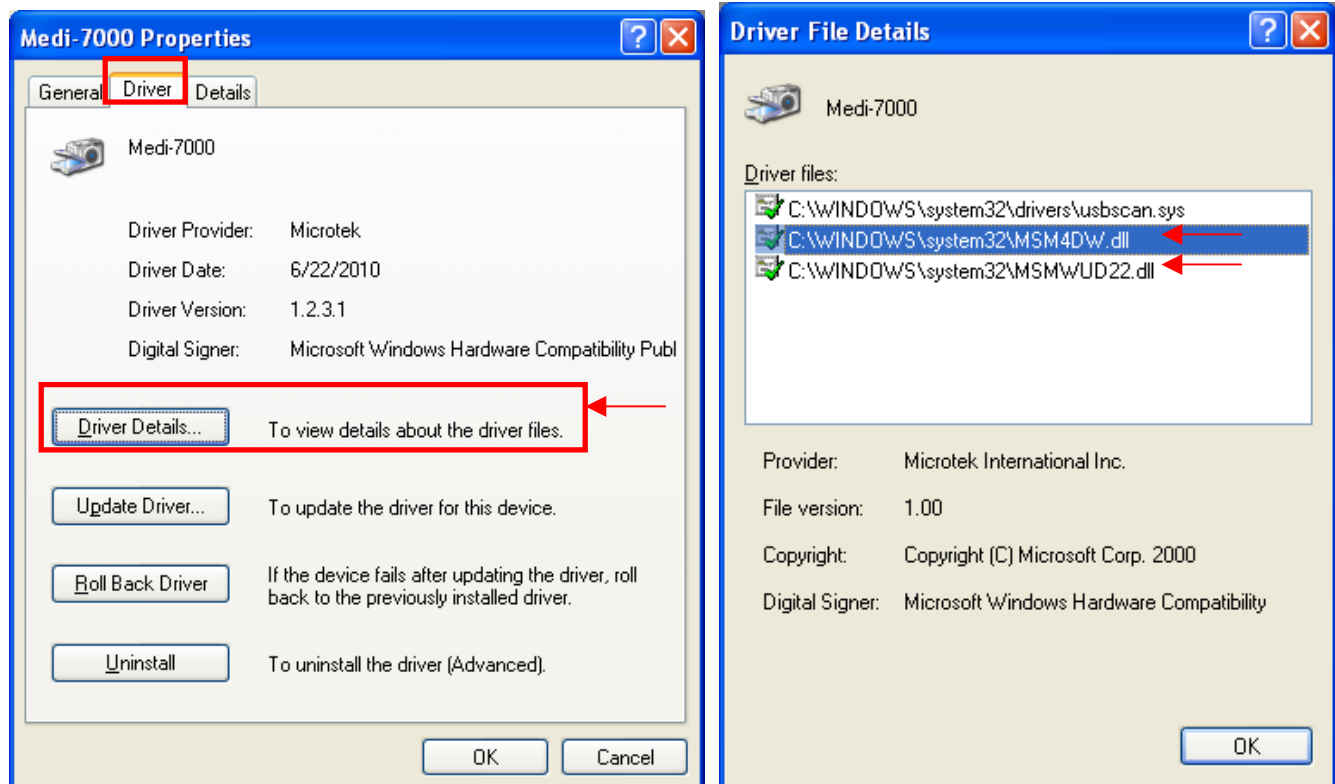 Medi-7000 Properties
General Driver Details
Medi-7000
Driver Provider: Microtek
Driver Date: 6/22/2010
Driver Version: 1.2.3.1
Digital Signer: Microsoft Windows Hardware Compatibility Publ
Driver Details... To view details about the driver files.
Update Driver... To update the driver for this device.
Roll Back Driver If the device fails after updating the driver, roll
back to the previously installed driver.
Uninstall To uninstall the driver (Advanced).
OK Cancel
Driver File Details
Medi-7000
Driver files:
C:\WINDOWS\system32\drivers\usbscan.sys
C:\WINDOWS\system32\MSM4DW.dll
C:\WINDOWS\system32\MSMWUD22.dll
Provider: Microtek International Inc.
File version: 1.00
Copyright: Copyright (C) Microsoft Corp. 2000
Digital Signer: Microsoft Windows Hardware Compatibility
OK